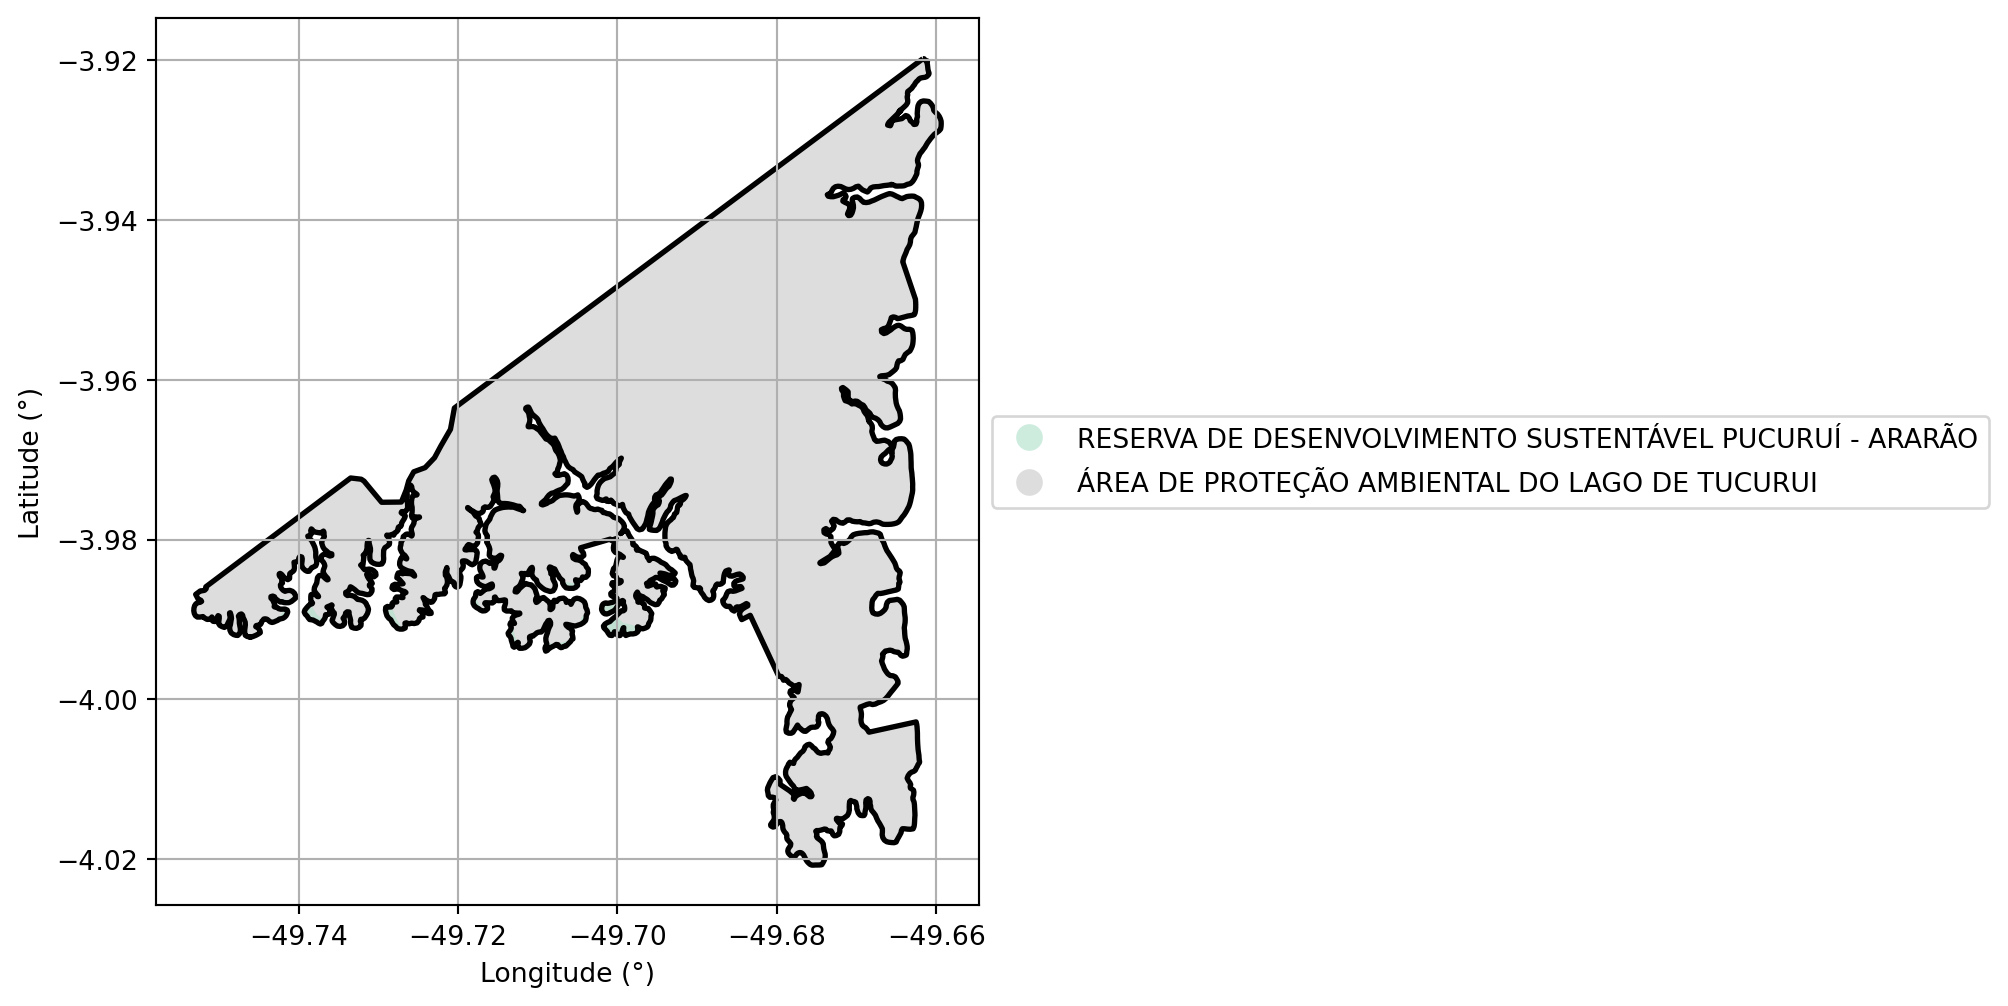 −3.92
−3.94
−3.96
−3.98
−4.00
−4.02
Latitude (°)
−49.74 −49.72 −49.70 −49.68 −49.66
Longitude (°)
RESERVA DE DESENVOLVIMENTO SUSTENTÁVEL PUCURUÍ - ARARÃO
ÁREA DE PROTEÇÃO AMBIENTAL DO LAGO DE TUCURUI